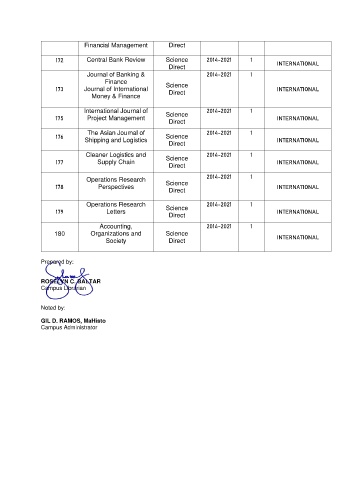 Financial Management Direct
172 Central Bank Review Science Direct 2014-2021 1 INTERNATIONAL
173 Journal of Banking & Finance
Journal of International Money & Finance Science Direct 2014-2021 1 INTERNATIONAL
175 International Journal of Project Management Science Direct 2014-2021 1 INTERNATIONAL
176 The Asian Journal of Shipping and Logistics Science Direct 2014-2021 1 INTERNATIONAL
177 Cleaner Logistics and Supply Chain Science Direct 2014-2021 1 INTERNATIONAL
178 Operations Research Perspectives Science Direct 2014-2021 1 INTERNATIONAL
179 Operations Research Letters Science Direct 2014-2021 1 INTERNATIONAL
180 Accounting, Organizations and Society Science Direct 2014-2021 1 INTERNATIONAL
Prepared by:
C. BALTAR
Campus Librarian
Noted by:
GIL D. RAMOS, MaHisto
Campus Administrator